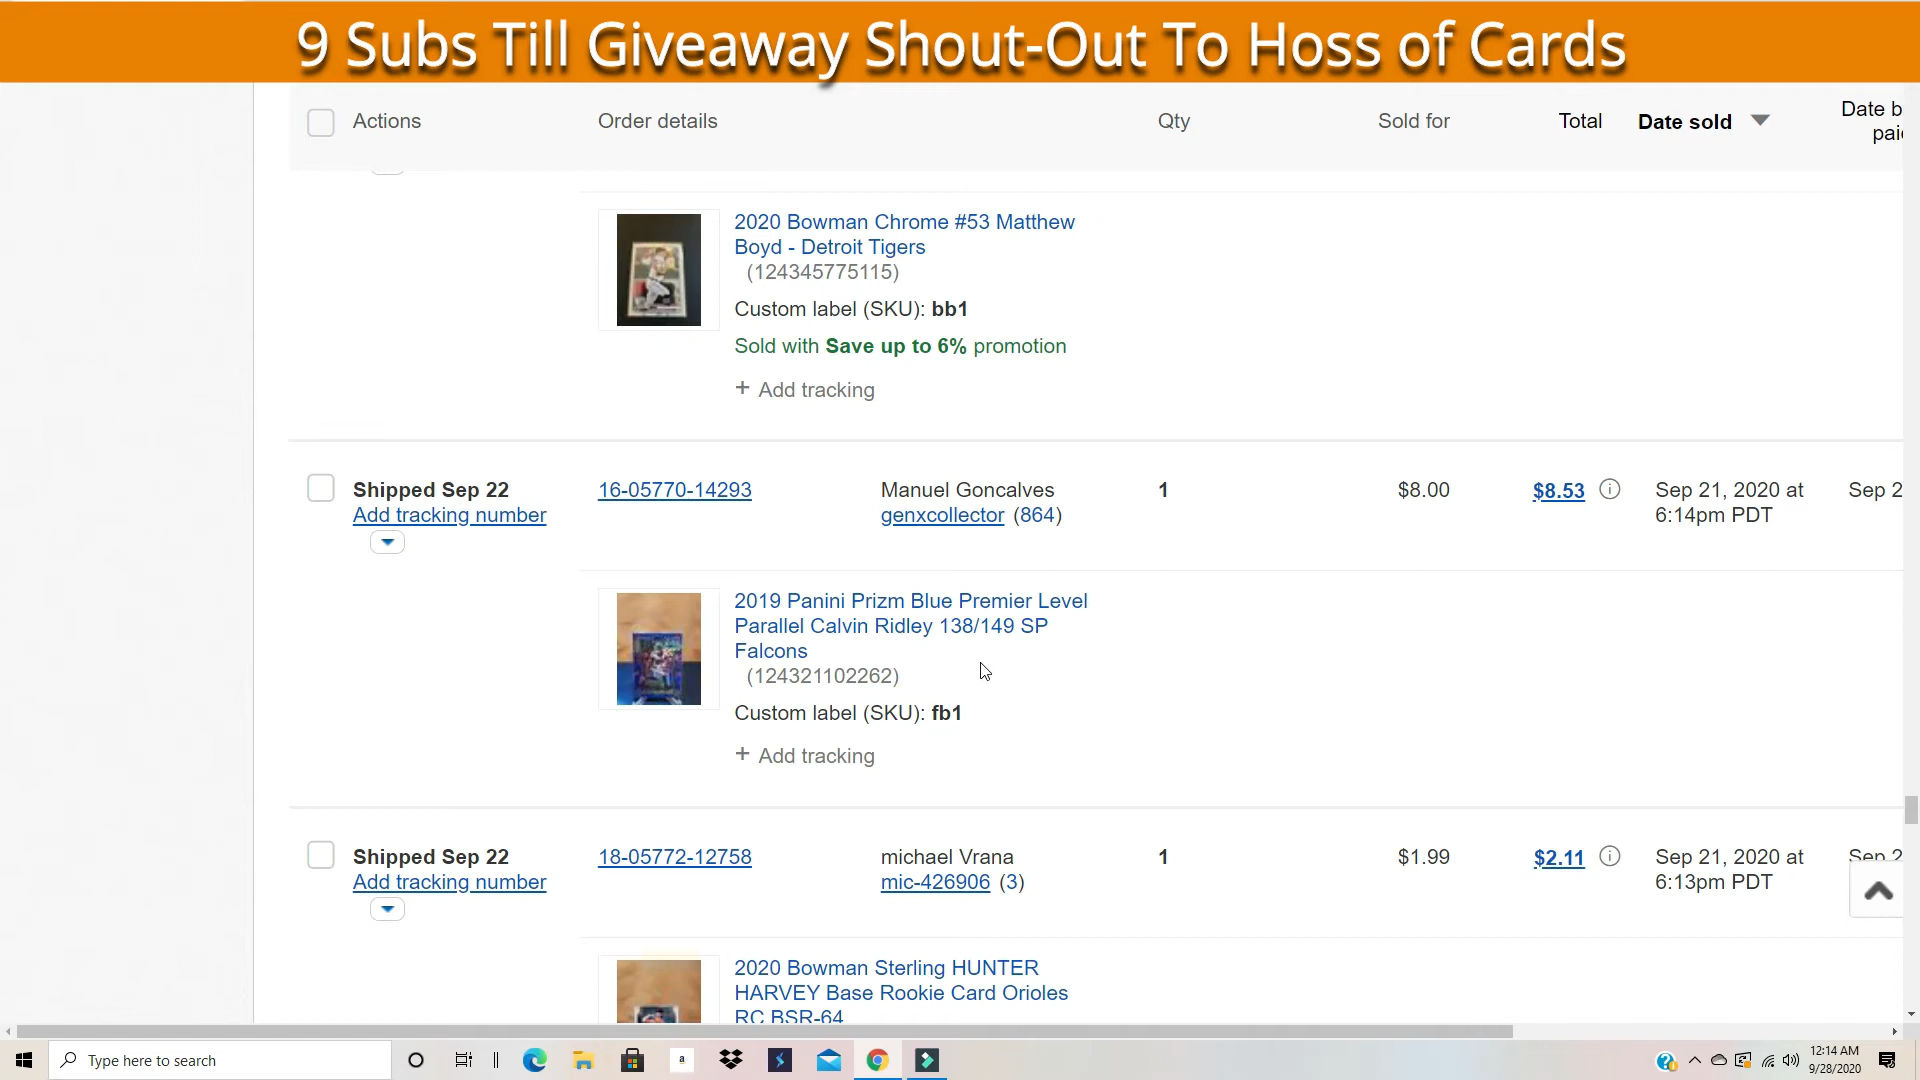 9 Subs Till Giveaway Shout-Out To Hoss of Cards
Actions Order details Qty Sold for Total Date sold Date b
paid
2020 Bowman Chrome #53 Matthew
Boyd - Detroit Tigers
(124345775115)
Custom label (SKU): bb1
Sold with Save up to 6% promotion
+ Add tracking
Shipped Sep 22 16-05770-14293 Manuel Goncalves 1 $8.00 $8.53 Sep 21, 2020 at Sep 2
Add tracking number genxcollector (864) 6:14pm PDT
2019 Panini Prizm Blue Premier Level
Parallel Calvin Ridley 138/149 SP
Falcons
(124321102262)
Custom label (SKU): fb1
+ Add tracking
Shipped Sep 22 18-05772-12758 michael Vrana 1 $1.99 $2.11 Sep 21, 2020 at Sep 2
Add tracking number mic-426906 (3) 6:13pm PDT
2020 Bowman Sterling HUNTER
HARVEY Base Rookie Card Orioles
RC BSR-64
Type here to search
12:14 AM
9/28/2020